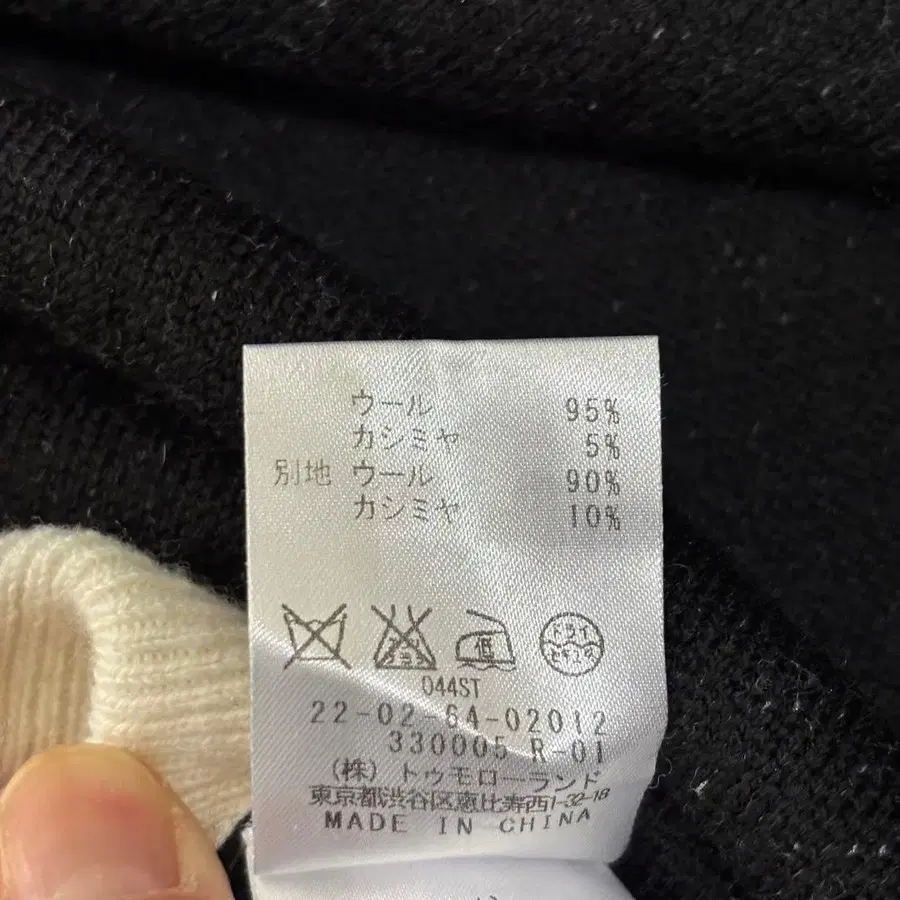 ウール 95%
カシミヤ 5%
別地 ウール 90%
カシミヤ 10%
低
044ST
22-02-64-02012
330005 R-01
(株) トゥモローランド
東京都渋谷区恵比寿西1-32-18
MADE IN CHINA